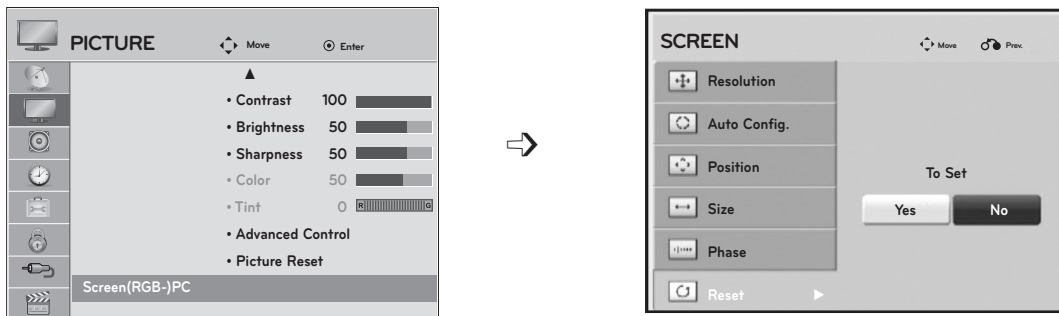 PICTURE
Move
Enter
• Contrast 100
• Brightness 50
• Sharpness 50
• Color 50
• Tint 0 R G
• Advanced Control
• Picture Reset
Screen(RGB-)PC
SCREEN
Move
Prev.
Resolution
Auto Config.
Position
Size
Phase
Reset
To Set
Yes No